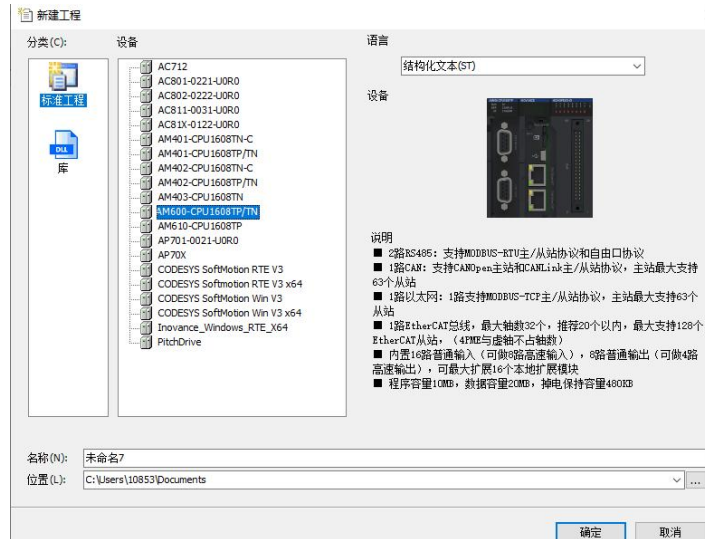 新建工程
分类(C):
标准工程
库
设备
AC712
AC801-0221-U0R0
AC802-0222-U0R0
AC811-0031-U0R0
AC81X-0122-U0R0
AM401-CPU1608TN-C
AM401-CPU1608TP/TN
AM402-CPU1608TN-C
AM402-CPU1608TP/TN
AM403-CPU1608TN
AM600-CPU1608TP/TN
AM610-CPU1608TP
AP701-0021-U0R0
AP70X
CODESYS SoftMotion RTE V3
CODESYS SoftMotion RTE V3 x64
CODESYS SoftMotion Win V3
CODESYS SoftMotion Win V3 x64
Inovance_Windows_RTE_X64
PitchDrive
语言
结构化文本(ST)
设备
说明
■ 2路RS485：支持MODBUS-RTU主/从站协议和自由口协议
■ 1路CAN：支持CANOpen主站和CANLink主/从站协议，主站最大支持
63个从站
■ 1路以太网：1路支持MODBUS-TCP主/从站协议，主站最大支持63个
从站
■ 1路EtherCAT总线，最大轴数32个，推荐20个以内，最大支持128个
EtherCAT从站，（4PME与虚轴不占轴数）
■ 内置16路普通输入（可做8路高速输入），8路普通输出（可做4路
高速输出），可最大扩展16个本地扩展模块
■ 程序容量10MB，数据容量20MB，掉电保持容量480KB
名称(N): 未命名7
位置(L): C:\Users\10853\Documents
...
确定 取消